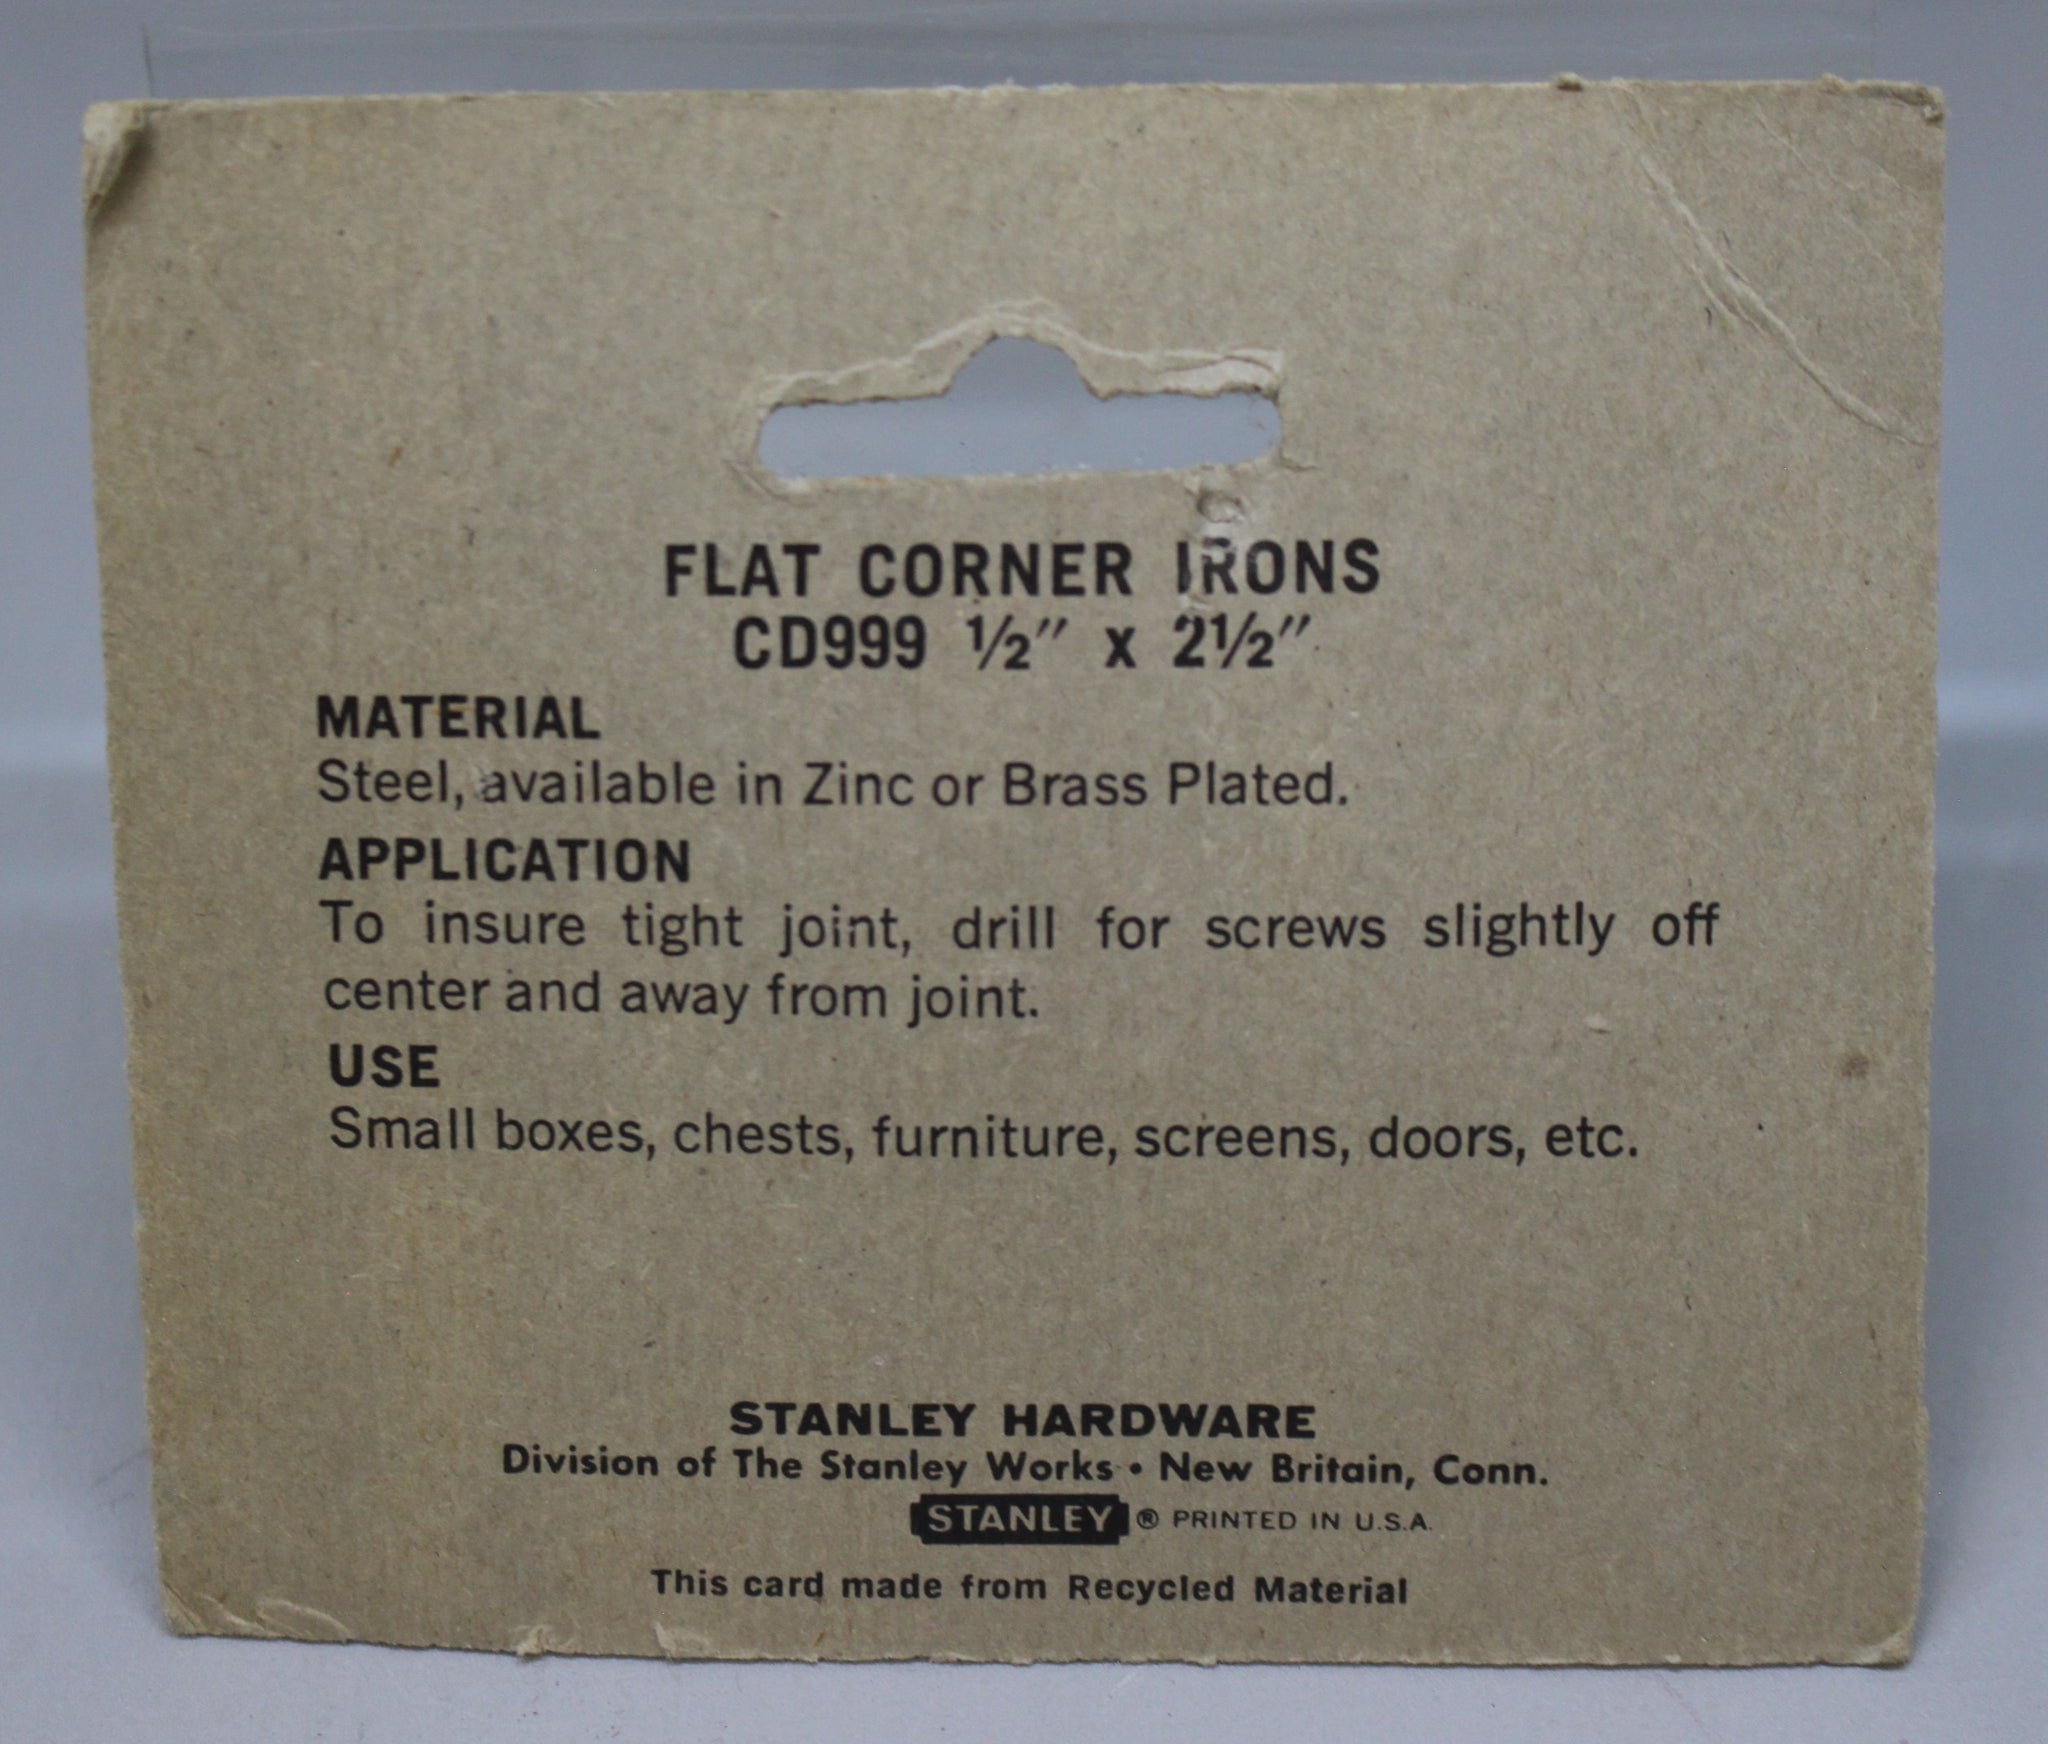 FLAT CORNER IRONS
CD999 ½″ x 2½″
MATERIAL
Steel, available in Zinc or Brass Plated.
APPLICATION
To insure tight joint, drill for screws slightly off
center and away from joint.
USE
Small boxes, chests, furniture, screens, doors, etc.
STANLEY HARDWARE
Division of The Stanley Works • New Britain, Conn.
STANLEY ® PRINTED IN U.S.A.
This card made from Recycled Material